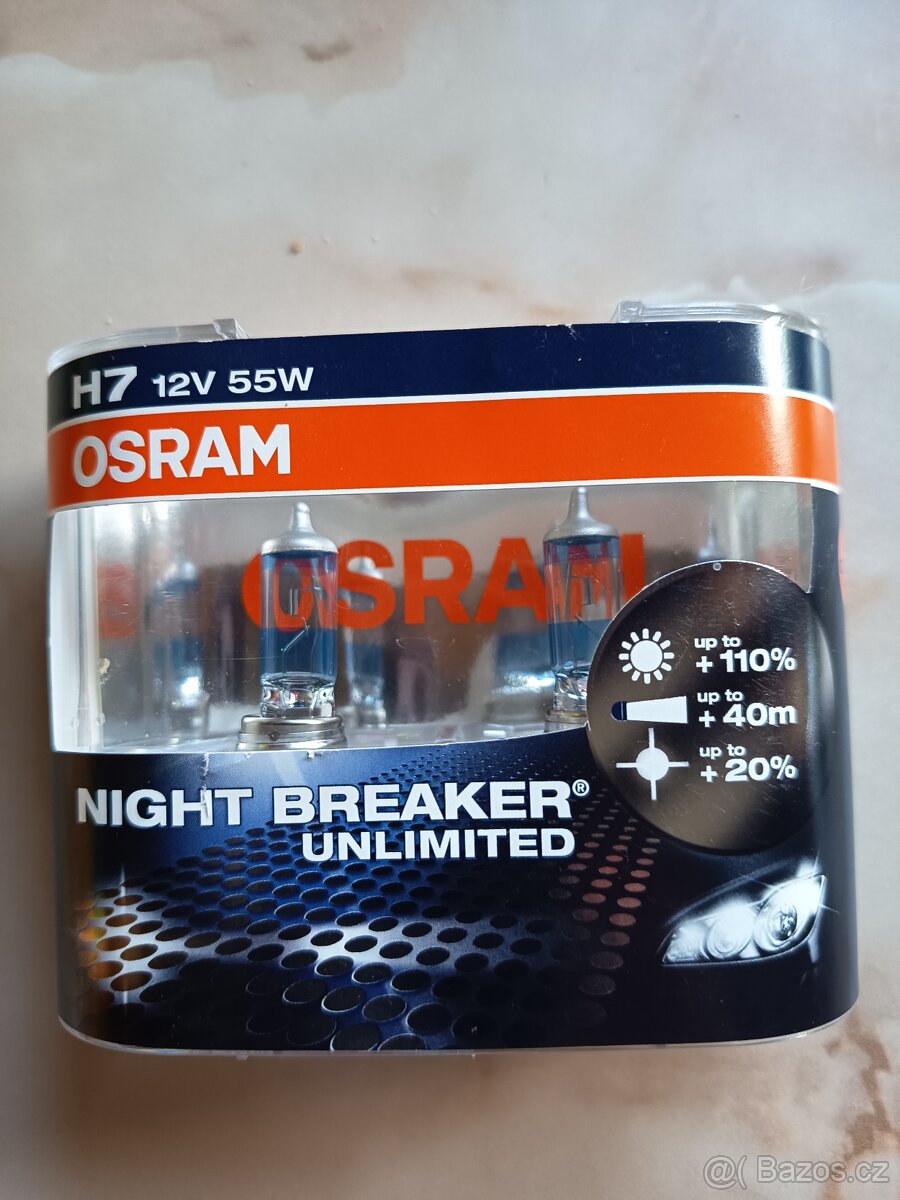 H7 12V 55W
OSRAM
OSRAM
up to
+ 110%
up to
+ 40m
up to
+ 20%
NIGHT BREAKER®
UNLIMITED
@( Bazos.cz